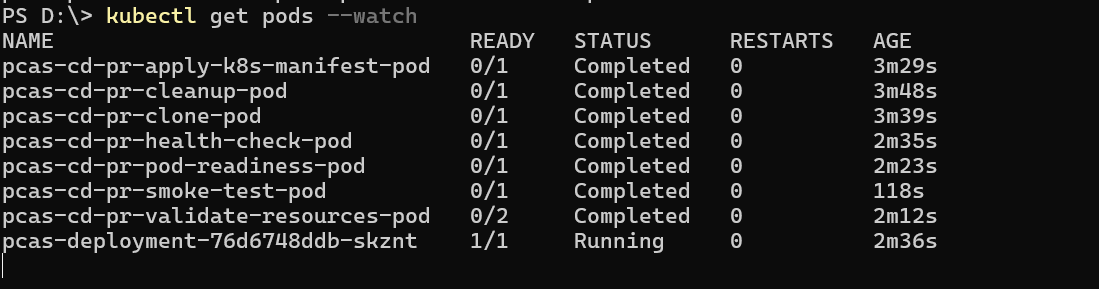 PS D:\> kubectl get pods --watch
NAME READY STATUS RESTARTS AGE
pcas-cd-pr-apply-k8s-manifest-pod 0/1 Completed 0 3m29s
pcas-cd-pr-cleanup-pod 0/1 Completed 0 3m48s
pcas-cd-pr-clone-pod 0/1 Completed 0 3m39s
pcas-cd-pr-health-check-pod 0/1 Completed 0 2m35s
pcas-cd-pr-pod-readiness-pod 0/1 Completed 0 2m23s
pcas-cd-pr-smoke-test-pod 0/1 Completed 0 118s
pcas-cd-pr-validate-resources-pod 0/2 Completed 0 2m12s
pcas-deployment-76d6748ddb-skznt 1/1 Running 0 2m36s